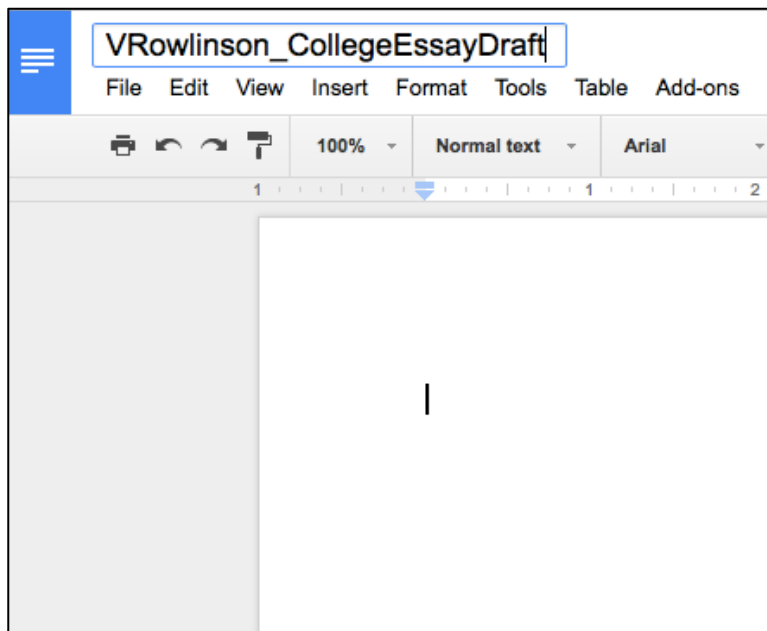 VRowlinson_CollegeEssayDraft
File Edit View Insert Format Tools Table Add-ons
100% Normal text Arial
1 1 2